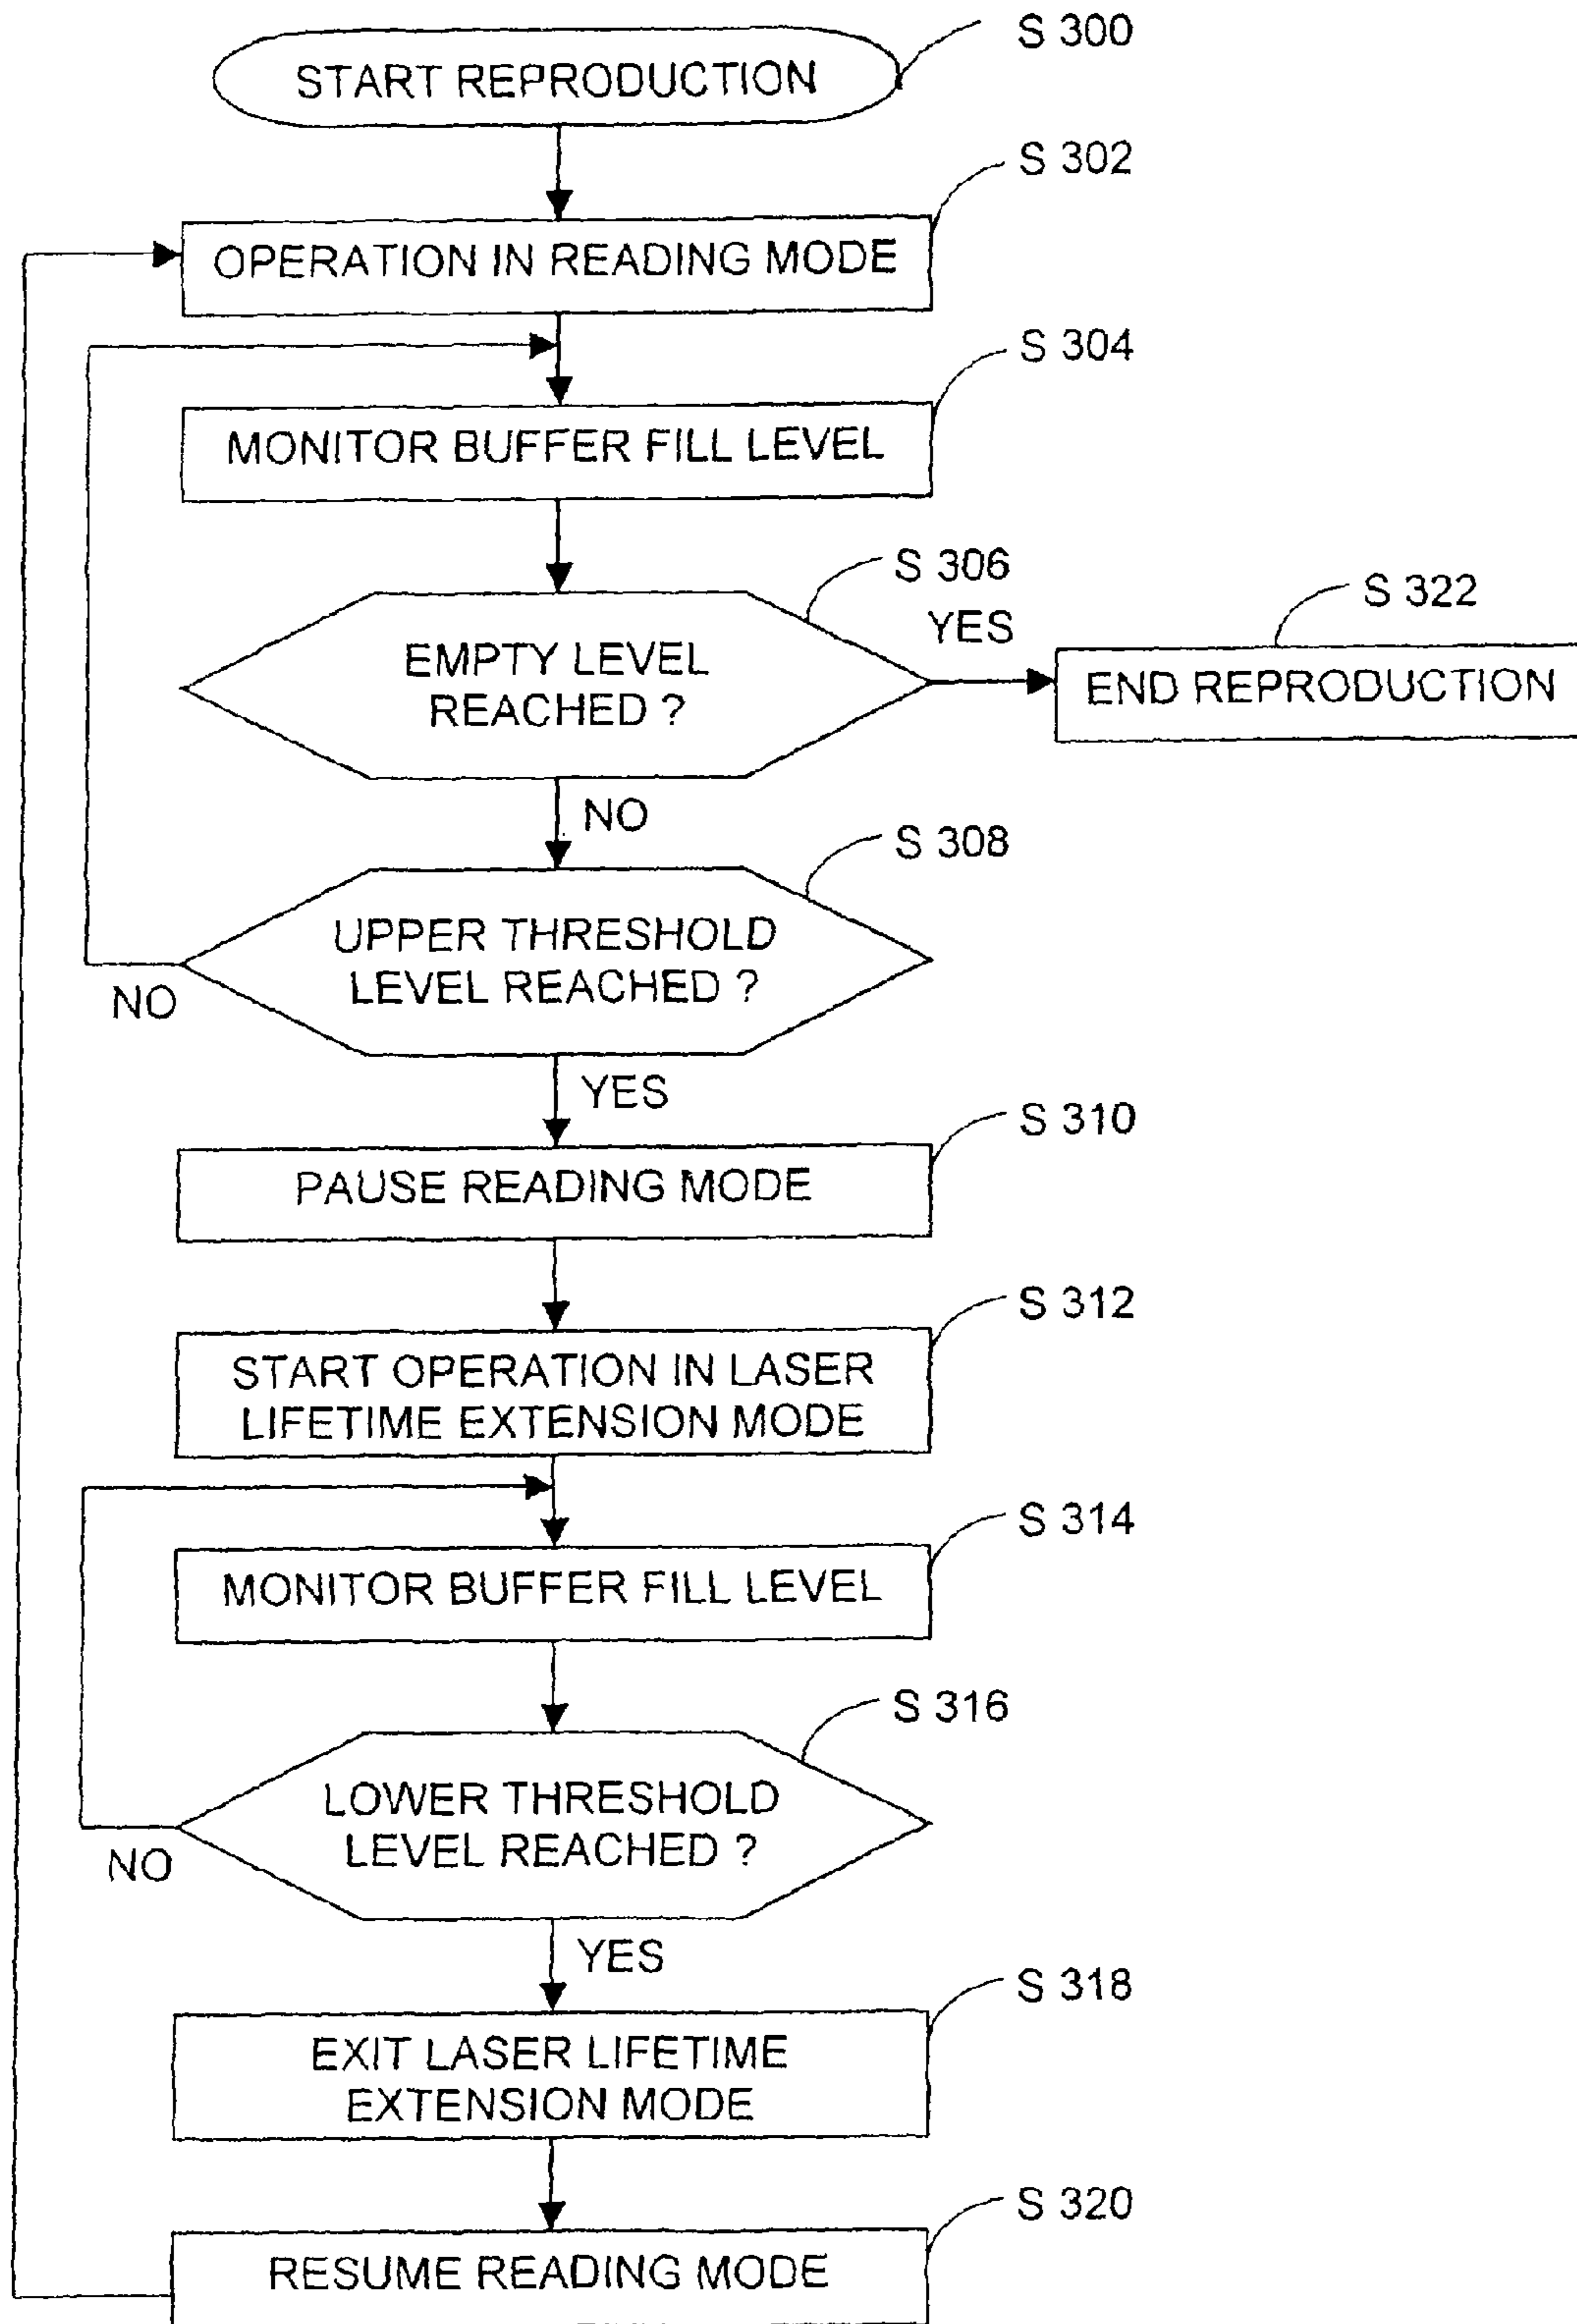 S 300
START REPRODUCTION
S 302
OPERATION IN READING MODE
S 304
MONITOR BUFFER FILL LEVEL
S 306
YES
S 322
EMPTY LEVEL
REACHED ?
END REPRODUCTION
NO
S 308
UPPER THRESHOLD
LEVEL REACHED ?
NO
YES
S 310
PAUSE READING MODE
S 312
START OPERATION IN LASER
LIFETIME EXTENSION MODE
S 314
MONITOR BUFFER FILL LEVEL
S 316
LOWER THRESHOLD
LEVEL REACHED ?
NO
YES
S 318
EXIT LASER LIFETIME
EXTENSION MODE
S 320
RESUME READING MODE